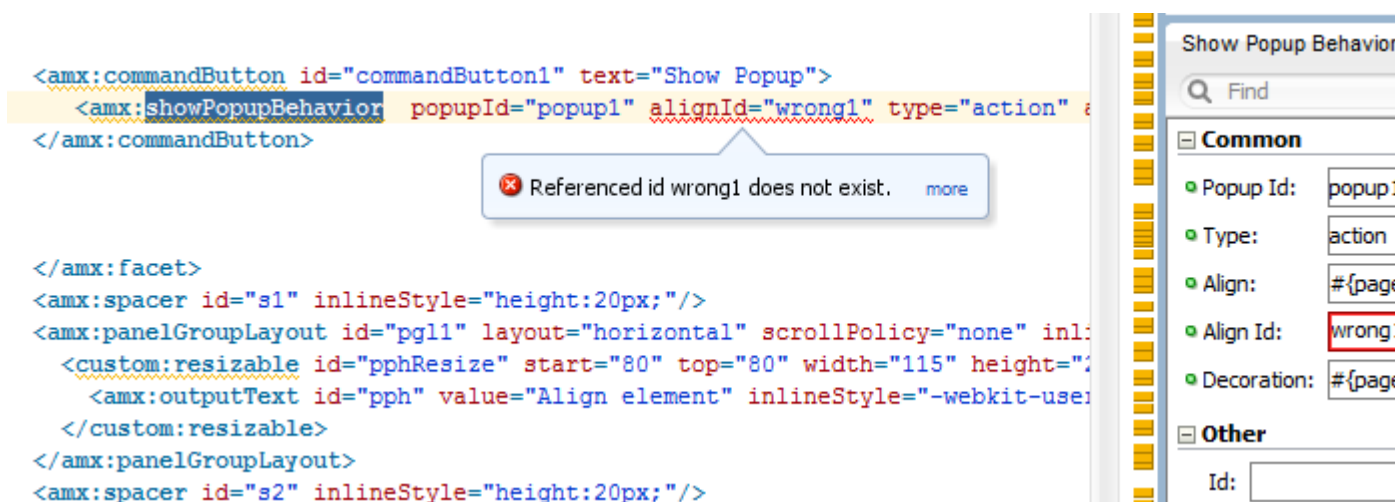 <amx:commandButton id="commandButton1" text="Show Popup">
<amx:showPopupBehavior popupId="popup1" alignId="wrong1" type="action"
</amx:commandButton>
Referenced id wrong1 does not exist. more
</amx:facet>
<amx:spacer id="s1" inlineStyle="height:20px;"/>
<amx:panelGroupLayout id="pgl1" layout="horizontal" scrollPolicy="none"
<custom:resizable id="pphResize" start="80" top="80" width="115"
<amx:outputText id="pph" value="Align element"
</custom:resizable>
</amx:panelGroupLayout>
<amx:spacer id="s2" inlineStyle="height:20px;"/>
Show Popup Behavior
Find
Common
Popup Id: popup
Type: action
Align: #{page
Align Id: wrong
Decoration: #{page
Other
Id: